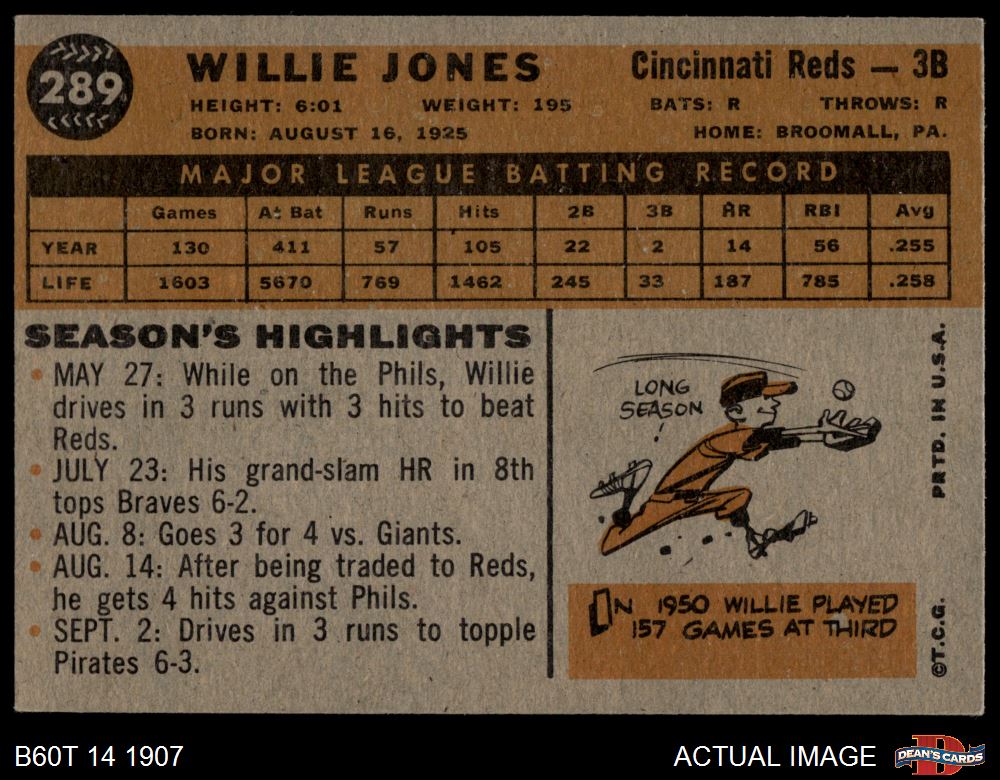 289
WILLIE JONES
Cincinnati Reds — 3B
HEIGHT: 6:01 WEIGHT: 195 BATS: R THROWS: R
BORN: AUGUST 16, 1925 HOME: BROOMALL, PA.
MAJOR LEAGUE BATTING RECORD
Games At Bat Runs Hits 2B 3B HR RBI Avg
YEAR 130 411 57 105 22 2 14 56 .255
LIFE 1603 5670 769 1462 245 33 187 785 .258
SEASON'S HIGHLIGHTS
• MAY 27: While on the Phils, Willie
drives in 3 runs with 3 hits to beat
Reds.
• JULY 23: His grand-slam HR in 8th
tops Braves 6-2.
• AUG. 8: Goes 3 for 4 vs. Giants.
• AUG. 14: After being traded to Reds,
he gets 4 hits against Phils.
• SEPT. 2: Drives in 3 runs to topple
Pirates 6-3.
LONG
SEASON
IN 1950 WILLIE PLAYED
157 GAMES AT THIRD
©T.C.G. PRTD. IN U.S.A.
B60T 14 1907
ACTUAL IMAGE
D
DEAN'S CARDS